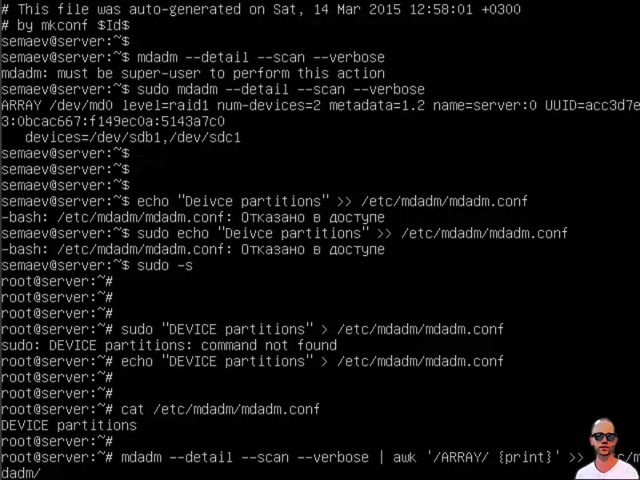 # This file was auto-generated on Sat, 14 Mar 2015 12:58:01 +0300
# by mkconf $Id$
semaev@server:~$
semaev@server:~$ mdadm --detail --scan --verbose
mdadm: must be super-user to perform this action
semaev@server:~$ sudo mdadm --detail --scan --verbose
ARRAY /dev/md0 level=raid1 num-devices=2 metadata=1.2 name=server:0 UUID=acc3d7e
3:0bcac667:f149ec0a:5143a7c0
devices=/dev/sdb1,/dev/sdc1
semaev@server:~$
semaev@server:~$
semaev@server:~$
semaev@server:~$ echo "Deivce partitions" >> /etc/mdadm/mdadm.conf
-bash: /etc/mdadm/mdadm.conf: Отказано в доступе
semaev@server:~$ sudo echo "Deivce partitions" >> /etc/mdadm/mdadm.conf
-bash: /etc/mdadm/mdadm.conf: Отказано в доступе
semaev@server:~$ sudo -s
root@server:~#
root@server:~#
root@server:~#
root@server:~# sudo "DEVICE partitions" > /etc/mdadm/mdadm.conf
sudo: DEVICE partitions: command not found
root@server:~# echo "DEVICE partitions" > /etc/mdadm/mdadm.conf
root@server:~#
root@server:~#
root@server:~# cat /etc/mdadm/mdadm.conf
DEVICE partitions
root@server:~#
root@server:~# mdadm --detail --scan --verbose | awk '/ARRAY/ {print}' >>
dadm/